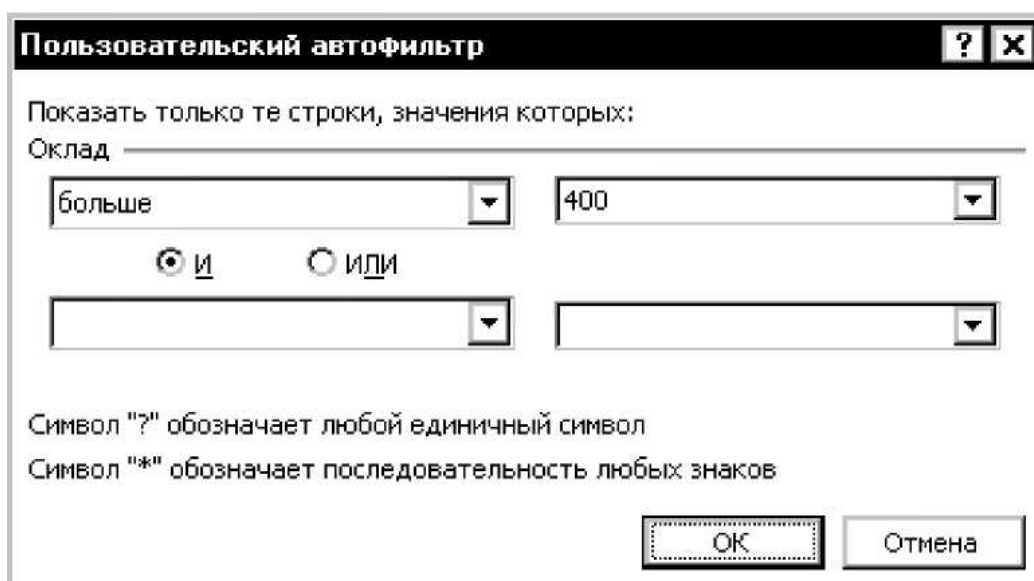 Пользовательский автофильтр ? X
Показать только те строки, значения которых:
Оклад
больше 400
И ИЛИ
Символ "?" обозначает любой единичный символ
Символ "*" обозначает последовательность любых знаков
ОК Отмена